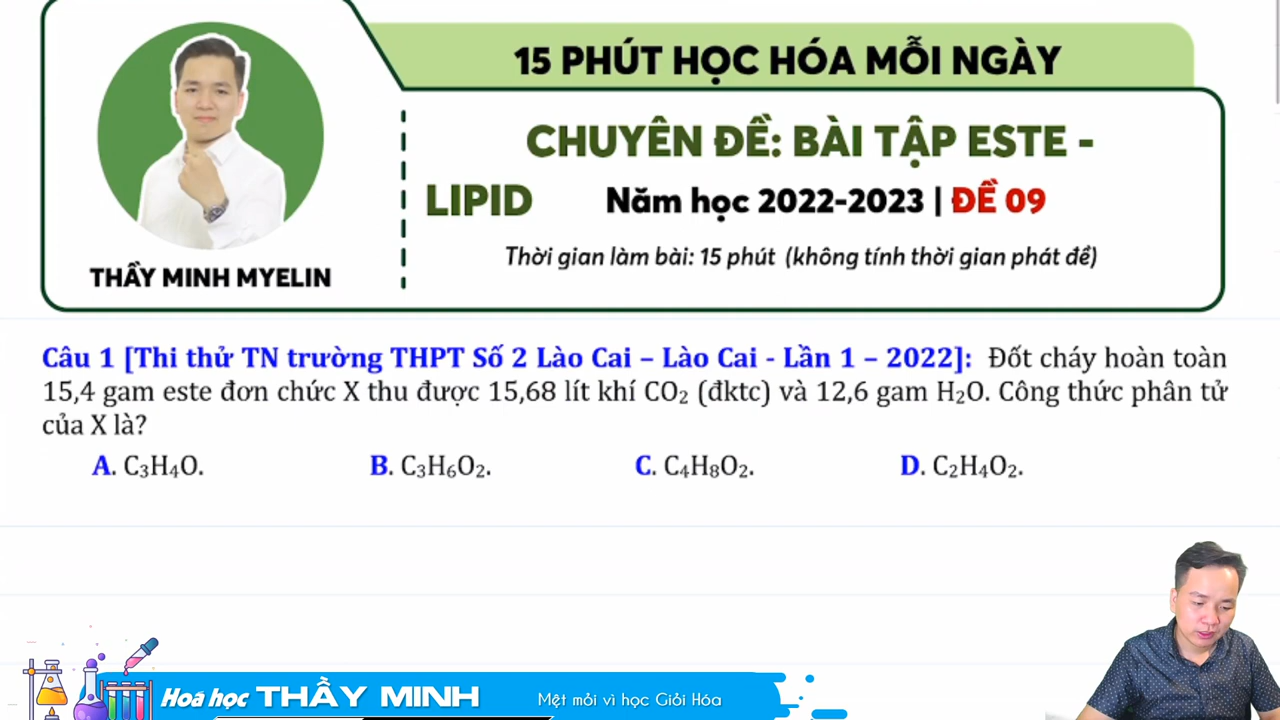 15 PHÚT HỌC HÓA MỖI NGÀY
CHUYÊN ĐỀ: BÀI TẬP ESTE -
LIPID
Năm học 2022-2023 | ĐỀ 09
Thời gian làm bài: 15 phút (không tính thời gian phát đề)
THẦY MINH MYELIN
Câu 1 [Thi thử TN trường THPT Số 2 Lào Cai – Lào Cai - Lần 1 – 2022]: Đốt cháy hoàn toàn
15,4 gam este đơn chức X thu được 15,68 lít khí CO₂ (đktc) và 12,6 gam H₂O. Công thức phân tử
của X là?
A. C₃H₄O. B. C₃H₆O₂. C. C₄H₈O₂. D. C₂H₄O₂.
Hoá học THẦY MINH Mệt mỏi vì học Giỏi Hóa